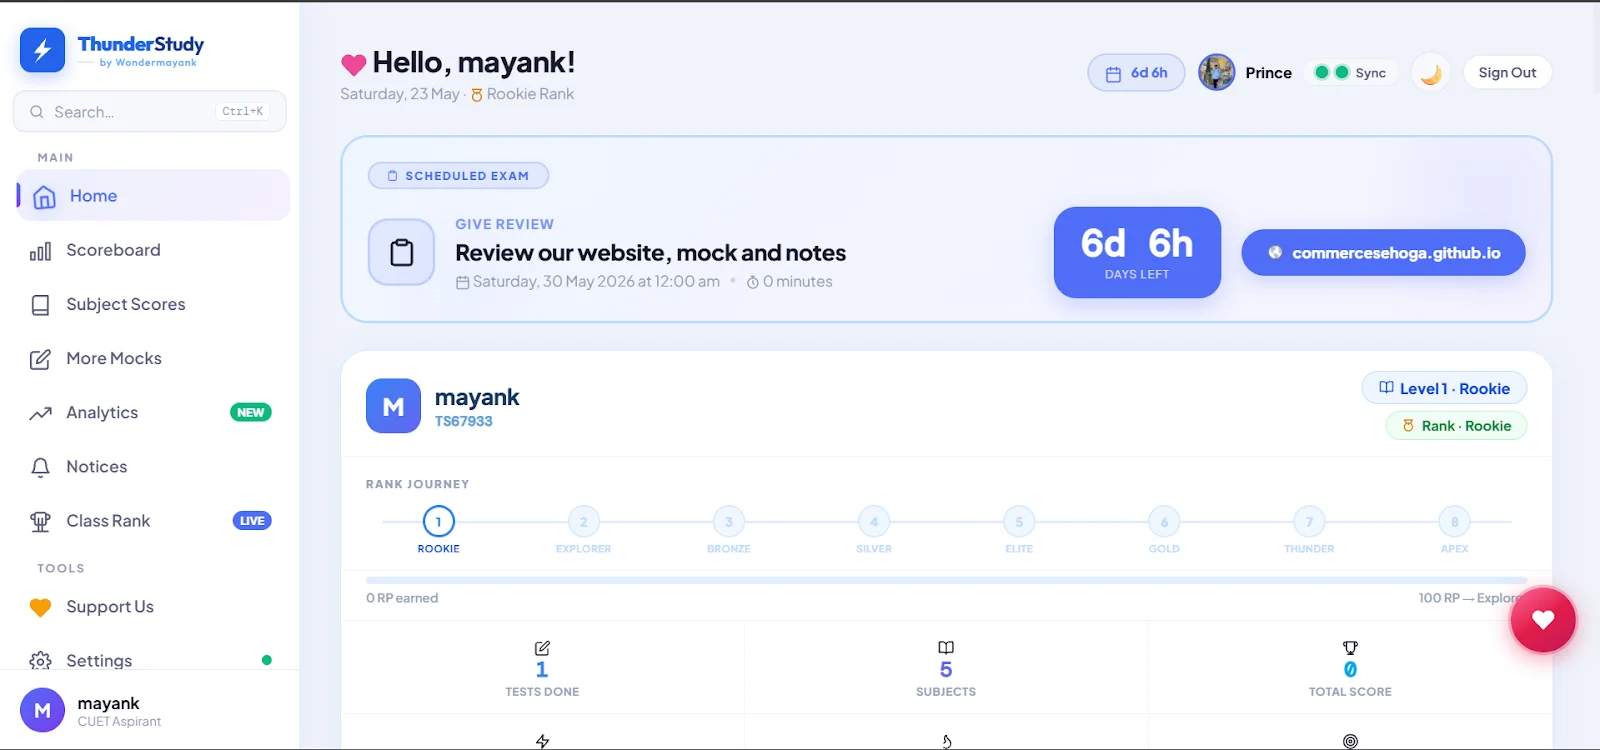 ThunderStudy
by Wondermayank
Search...
Ctrl+K
MAIN
Home
Scoreboard
Subject Scores
More Mocks
Analytics
NEW
Notices
Class Rank
LIVE
TOOLS
Support Us
Settings
M
mayank
CUET Aspirant
Hello, mayank!
Saturday, 23 May · Rookie Rank
6d 6h
Prince
Sync
Sign Out
SCHEDULED EXAM
GIVE REVIEW
Review our website, mock and notes
Saturday, 30 May 2026 at 12:00 am • 0 minutes
6d 6h
DAYS LEFT
commercesehoga.github.io
M
mayank
TS67933
Level 1 · Rookie
Rank · Rookie
RANK JOURNEY
1 2 3 4 5 6 7 8
ROOKIE EXPLORER BRONZE SILVER ELITE GOLD THUNDER APEX
0 RP earned
100 RP → Explore
1
TESTS DONE
5
SUBJECTS
0
TOTAL SCORE